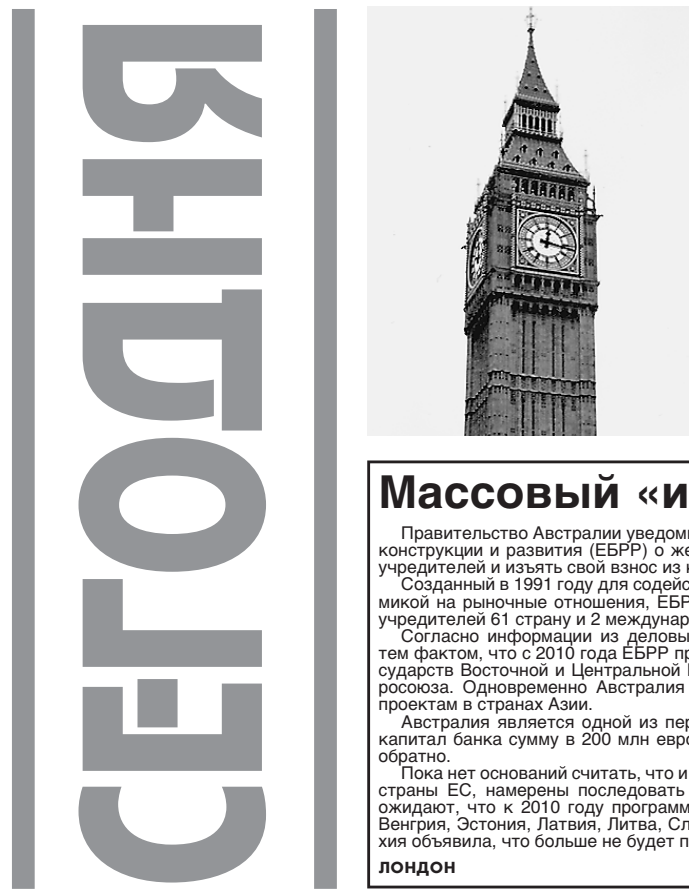 СЕГОДНЯ
Массовый «и
Правительство Австралии уведоми
конструкции и развития (ЕБРР) о же
учредителей и изъять свой взнос из к
Созданный в 1991 году для содейс
микой на рыночные отношения, ЕБР
учредителей 61 страну и 2 междунар
Согласно информации из деловы
тем фактом, что с 2010 года ЕБРР пр
сударств Восточной и Центральной Е
росоюза. Одновременно Австралия
проектам в странах Азии.
Австралия является одной из пер
капитал банка сумму в 200 млн евро
обратно.
Пока нет оснований считать, что и
страны ЕС, намерены последовать
ожидают, что к 2010 году программ
Венгрия, Эстония, Латвия, Литва, Сл
хия объявила, что больше не будет п
ЛОНДОН